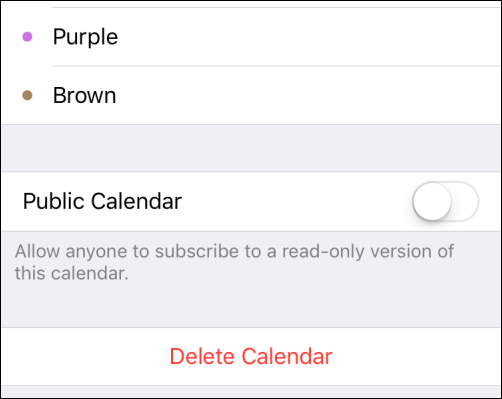 Purple
Brown
Public Calendar
Allow anyone to subscribe to a read-only version of
this calendar.
Delete Calendar